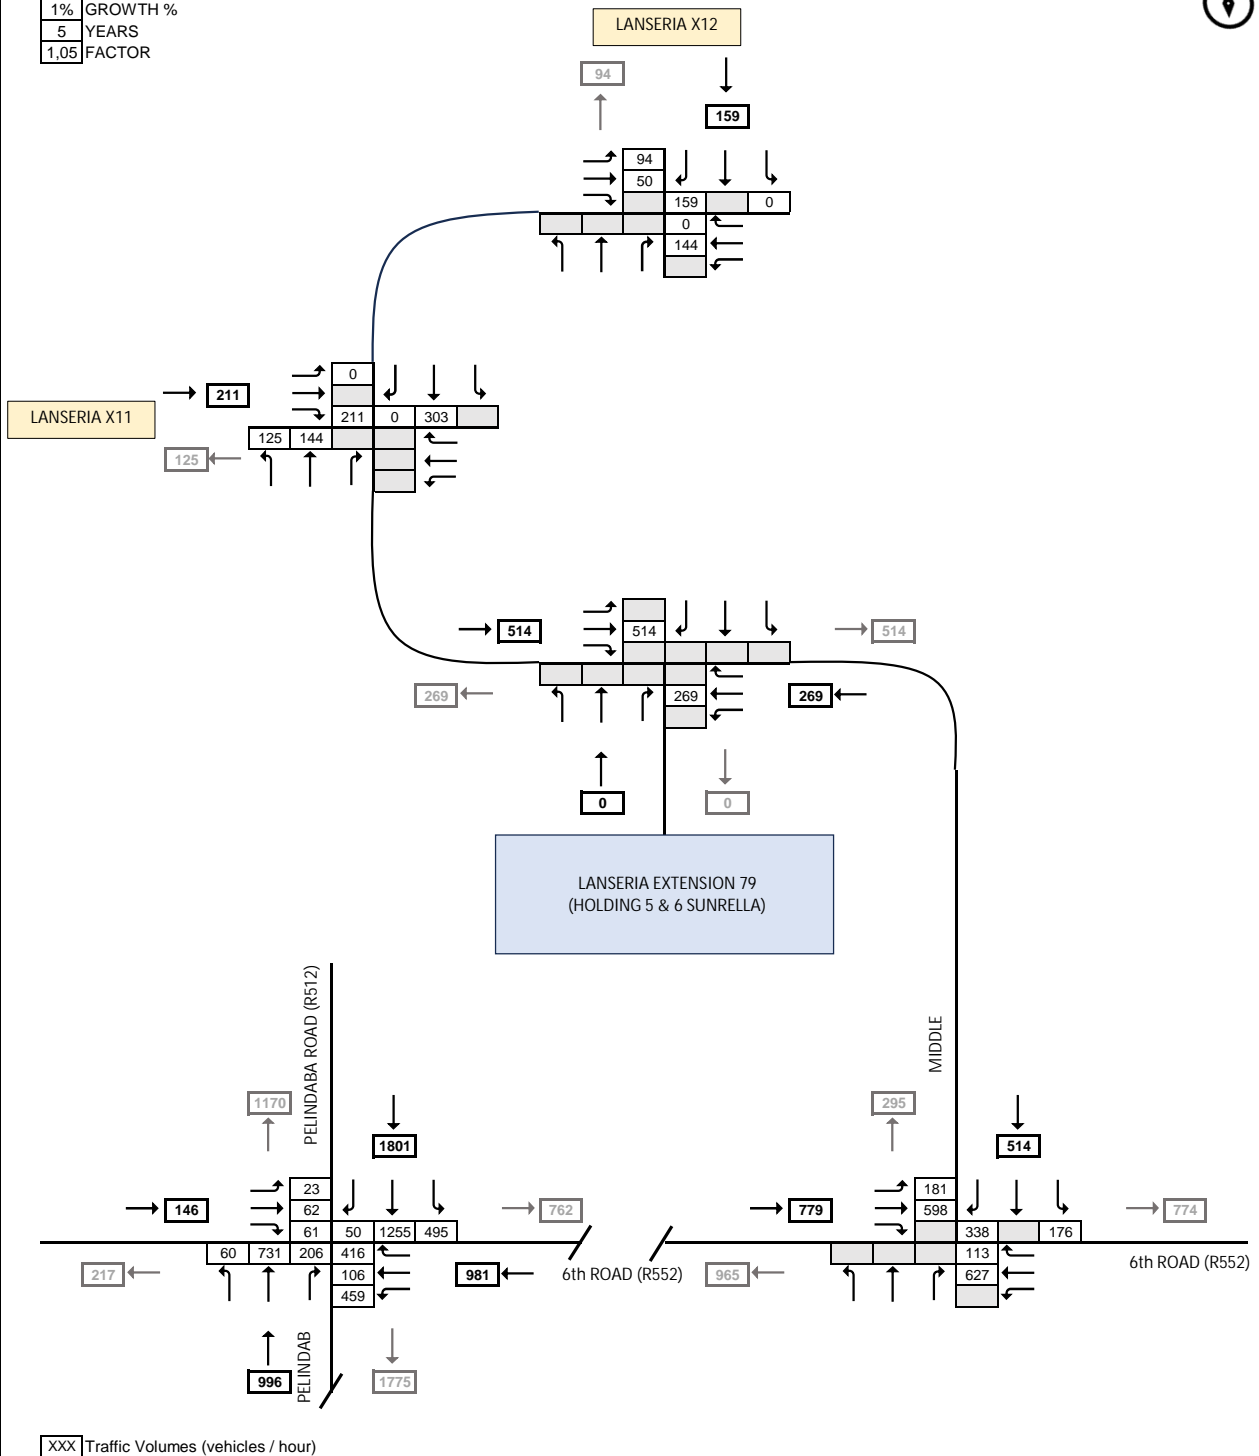 1% GROWTH %
5 YEARS
1,05 FACTOR
LANSERIA X12
94
159
94
50
159 0
0
144
0
211
LANSERIA X11
211 0 303
125 144
125
514 514 514
269 269 269
0 0
LANSERIA EXTENSION 79
(HOLDING 5 & 6 SUNRELLA)
PELINDABA ROAD (R512)
MIDDLE
1170 295
1801 514
23 181
146 62 762 779 598 774
61 50 1255 495 338 176
60 731 206 416 113
217 106 981 6th ROAD (R552) 965 627 6th ROAD (R552)
459
PELINDAB
996 1775
XXX Traffic Volumes (vehicles / hour)